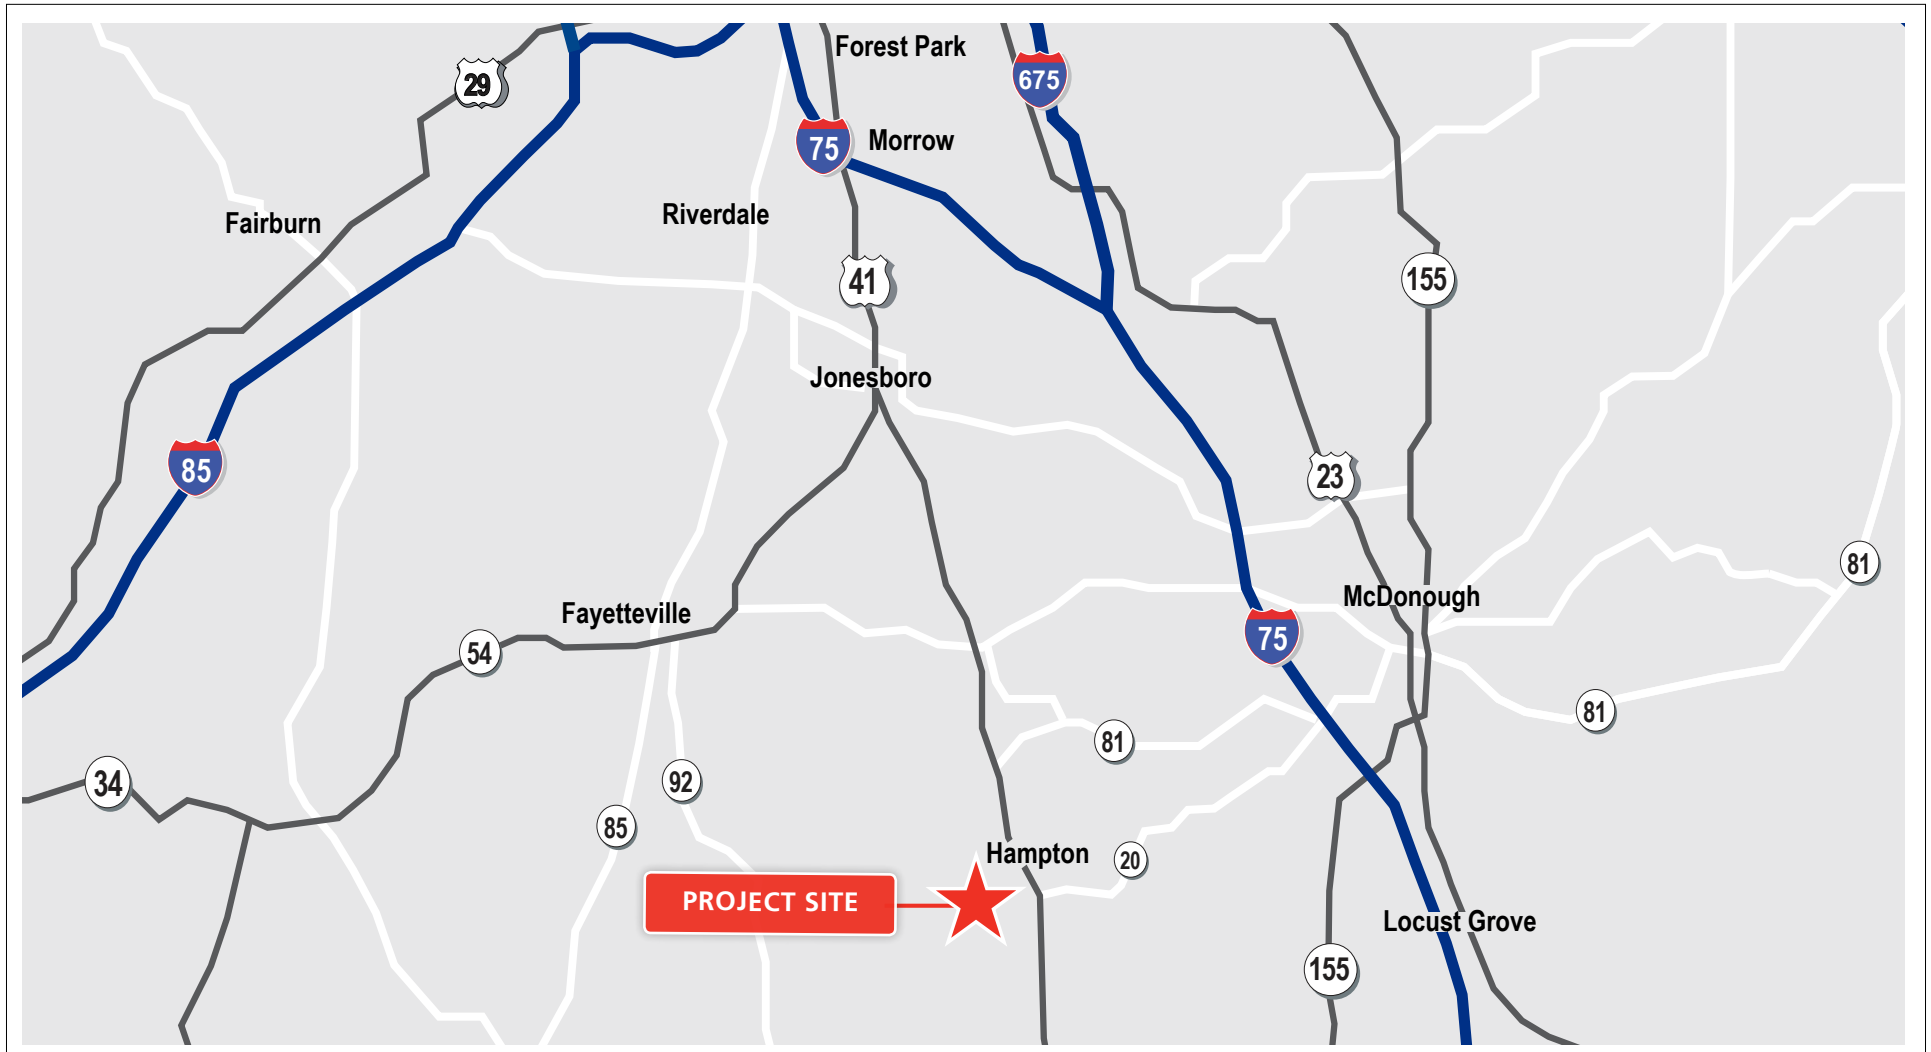 Forest Park
29
675
75
Morrow
Fairburn
Riverdale
41
155
Jonesboro
85
23
81
McDonough
Fayetteville
75
54
81
81
34
92
85
Hampton
20
PROJECT SITE
Locust Grove
155